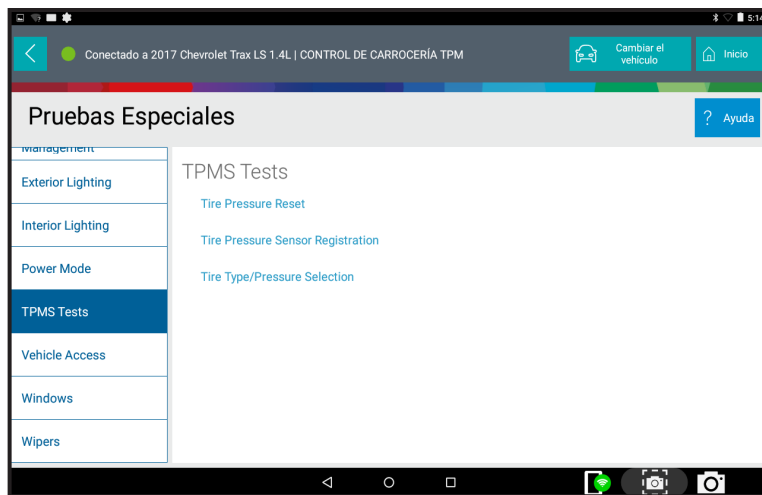 5:14
Conectado a 2017 Chevrolet Trax LS 1.4L | CONTROL DE CARROCERÍA TPM
Cambiar el
vehículo
Inicio
Pruebas Especiales
? Ayuda
Management
Exterior Lighting
Interior Lighting
Power Mode
TPMS Tests
Vehicle Access
Windows
Wipers
TPMS Tests
Tire Pressure Reset
Tire Pressure Sensor Registration
Tire Type/Pressure Selection